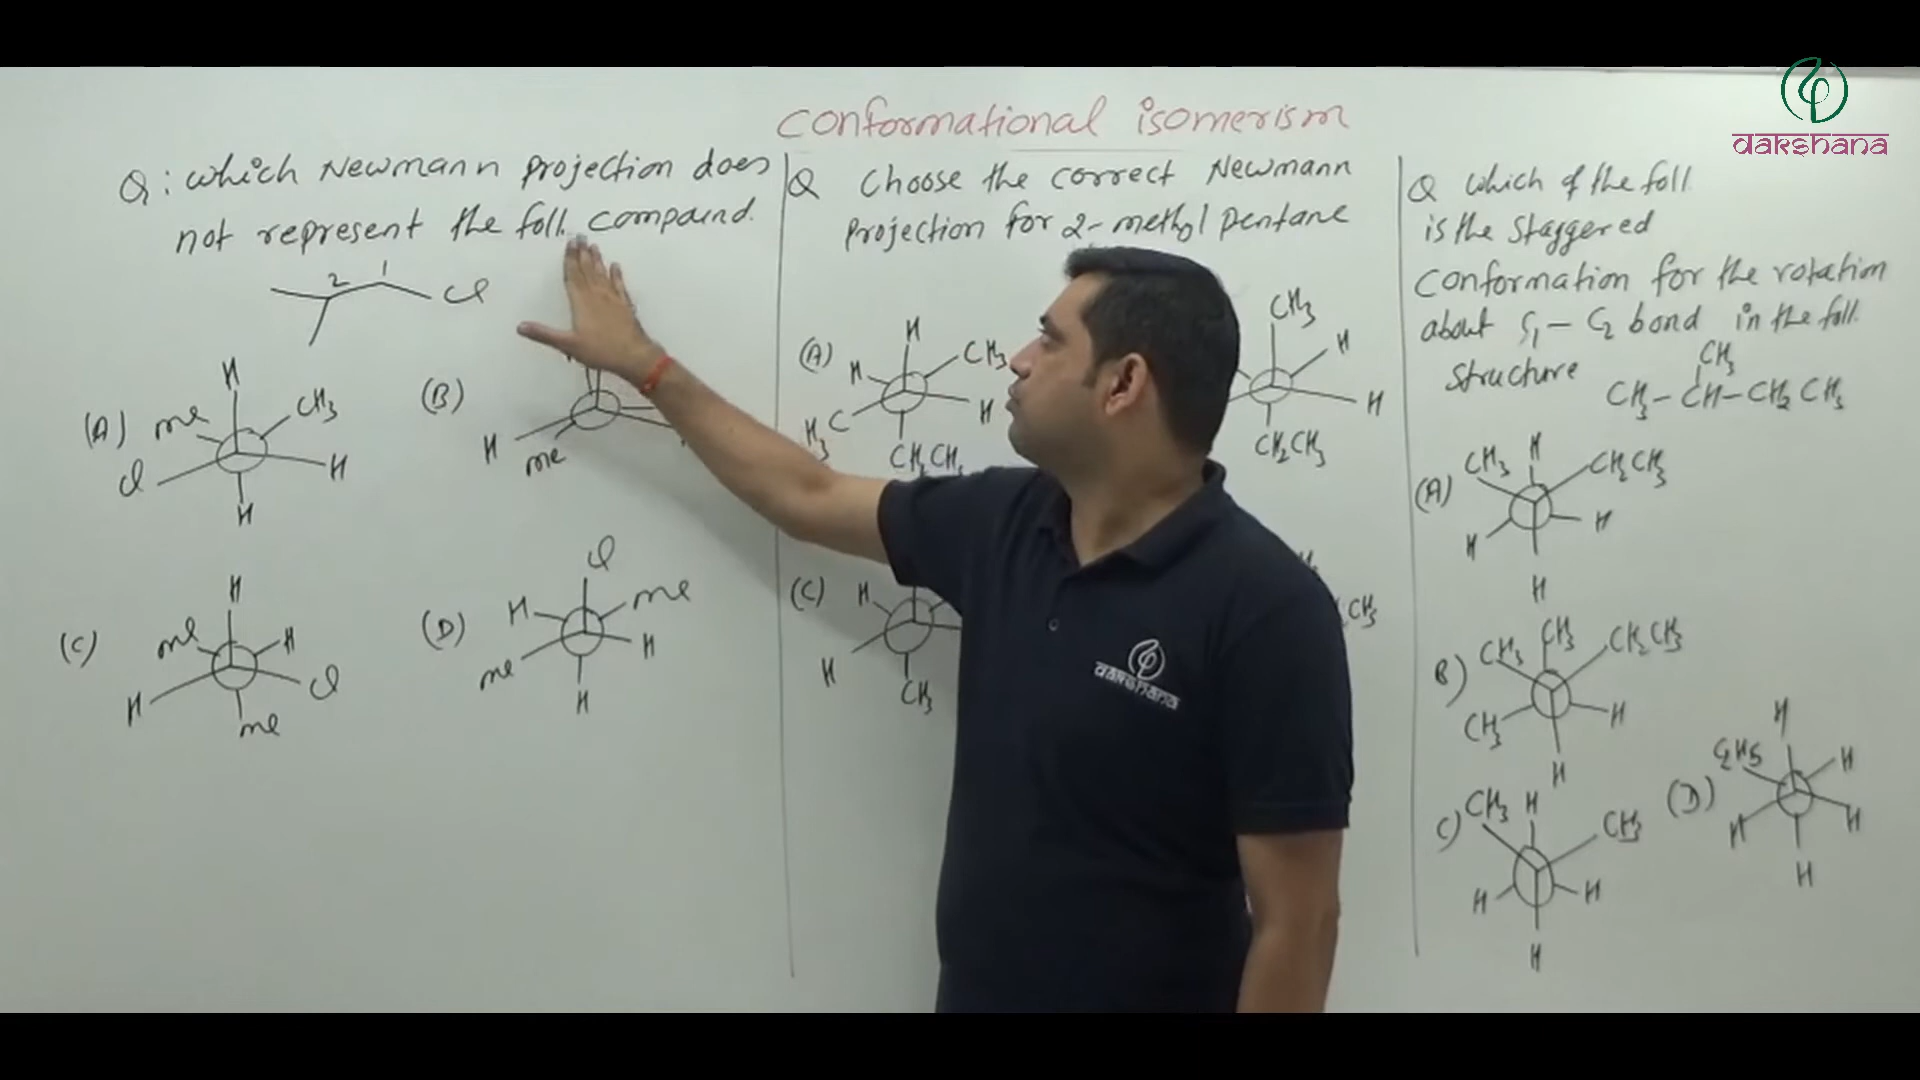 dakshana
conformational isomerism
Q: which Newmann projection does
not represent the foll. compound.
2 1
Cl
(A)
H
me
CH3
Cl
H
H
(B)
H
me
(C)
H
me
H
H
Cl
me
(D)
Cl
H
me
me
H
H
Q Choose the correct Newmann
projection for 2-methyl pentane
(A)
H
H
CH3
H3C
H
CH2CH3
CH3
H
H
CH2CH3
(C)
H
H
CH3
CH3
Q which of the foll.
is the staggered
conformation for the rotation
about C1 - C2 bond in the foll.
structure
CH3
CH3-CH-CH2CH3
(A)
H
CH3
CH2CH3
H
H
H
B)
CH3
CH3
CH2CH3
CH3
H
H
C)
CH3
H
CH3
H
H
H
(D)
H
C2H5
H
H
H
H
dakshana